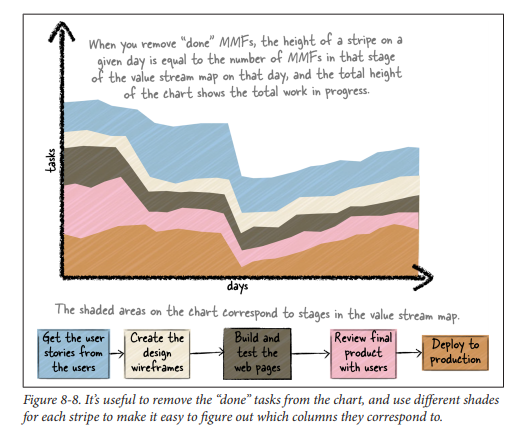 When you remove “done” MMFs, the height of a stripe on a
given day is equal to the number of MMFs in that stage
of the value stream map on that day, and the total height
of the chart shows the total work in progress.
tasks
days
The shaded areas on the chart correspond to stages in the value stream map.
Get the user
stories from
the users
Create the
design
wireframes
Build and
test the
web pages
Review final
product
with users
Deploy to
production
Figure 8-8. It’s useful to remove the “done” tasks from the chart, and use different shades
for each stripe to make it easy to figure out which columns they correspond to.